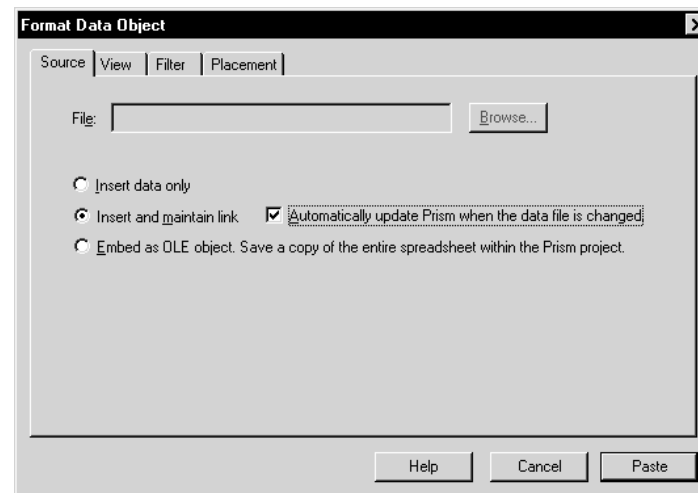 Format Data Object
Source View Filter Placement
File: Browse...
Insert data only
Insert and maintain link Automatically update Prism when the data file is changed
Embed as OLE object. Save a copy of the entire spreadsheet within the Prism project.
Help Cancel Paste